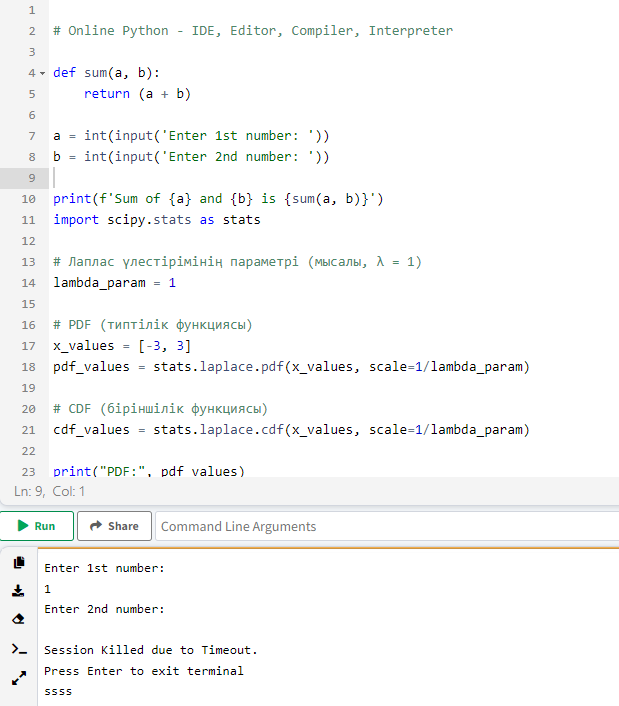 1
2 # Online Python - IDE, Editor, Compiler, Interpreter
3
4 def sum(a, b):
5     return (a + b)
6
7 a = int(input('Enter 1st number: '))
8 b = int(input('Enter 2nd number: '))
9
10 print(f'Sum of {a} and {b} is {sum(a, b)}')
11 import scipy.stats as stats
12
13 # Лаплас үлестірімінің параметрі (мысалы, λ = 1)
14 lambda_param = 1
15
16 # PDF (типтілік функциясы)
17 x_values = [-3, 3]
18 pdf_values = stats.laplace.pdf(x_values, scale=1/lambda_param)
19
20 # CDF (біріншілік функциясы)
21 cdf_values = stats.laplace.cdf(x_values, scale=1/lambda_param)
22
23 print("PDF:", pdf_values)
Ln: 9, Col: 1
Run Share Command Line Arguments
Enter 1st number:
1
Enter 2nd number:
Session Killed due to Timeout.
Press Enter to exit terminal
ssss